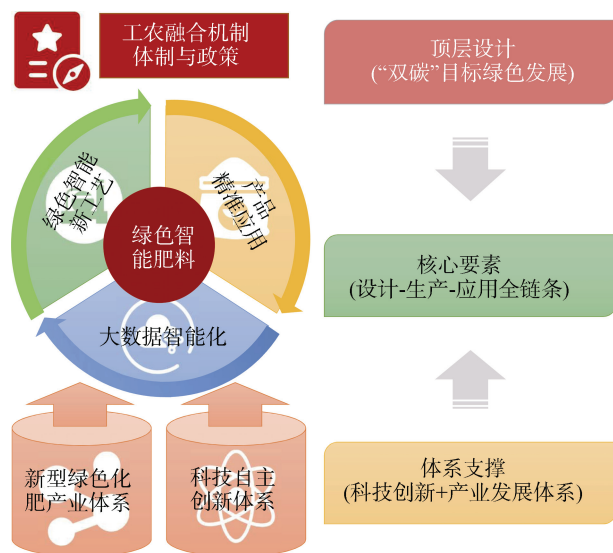 工农融合机制
体制与政策
顶层设计
(“双碳”目标绿色发展)
绿色智能
新工艺
产品
精准应用
绿色智
能肥料
大数据智能化
核心要素
(设计-生产-应用全链条)
新型绿色化
肥产业体系
科技自主
创新体系
体系支撑
(科技创新+产业发展体系)